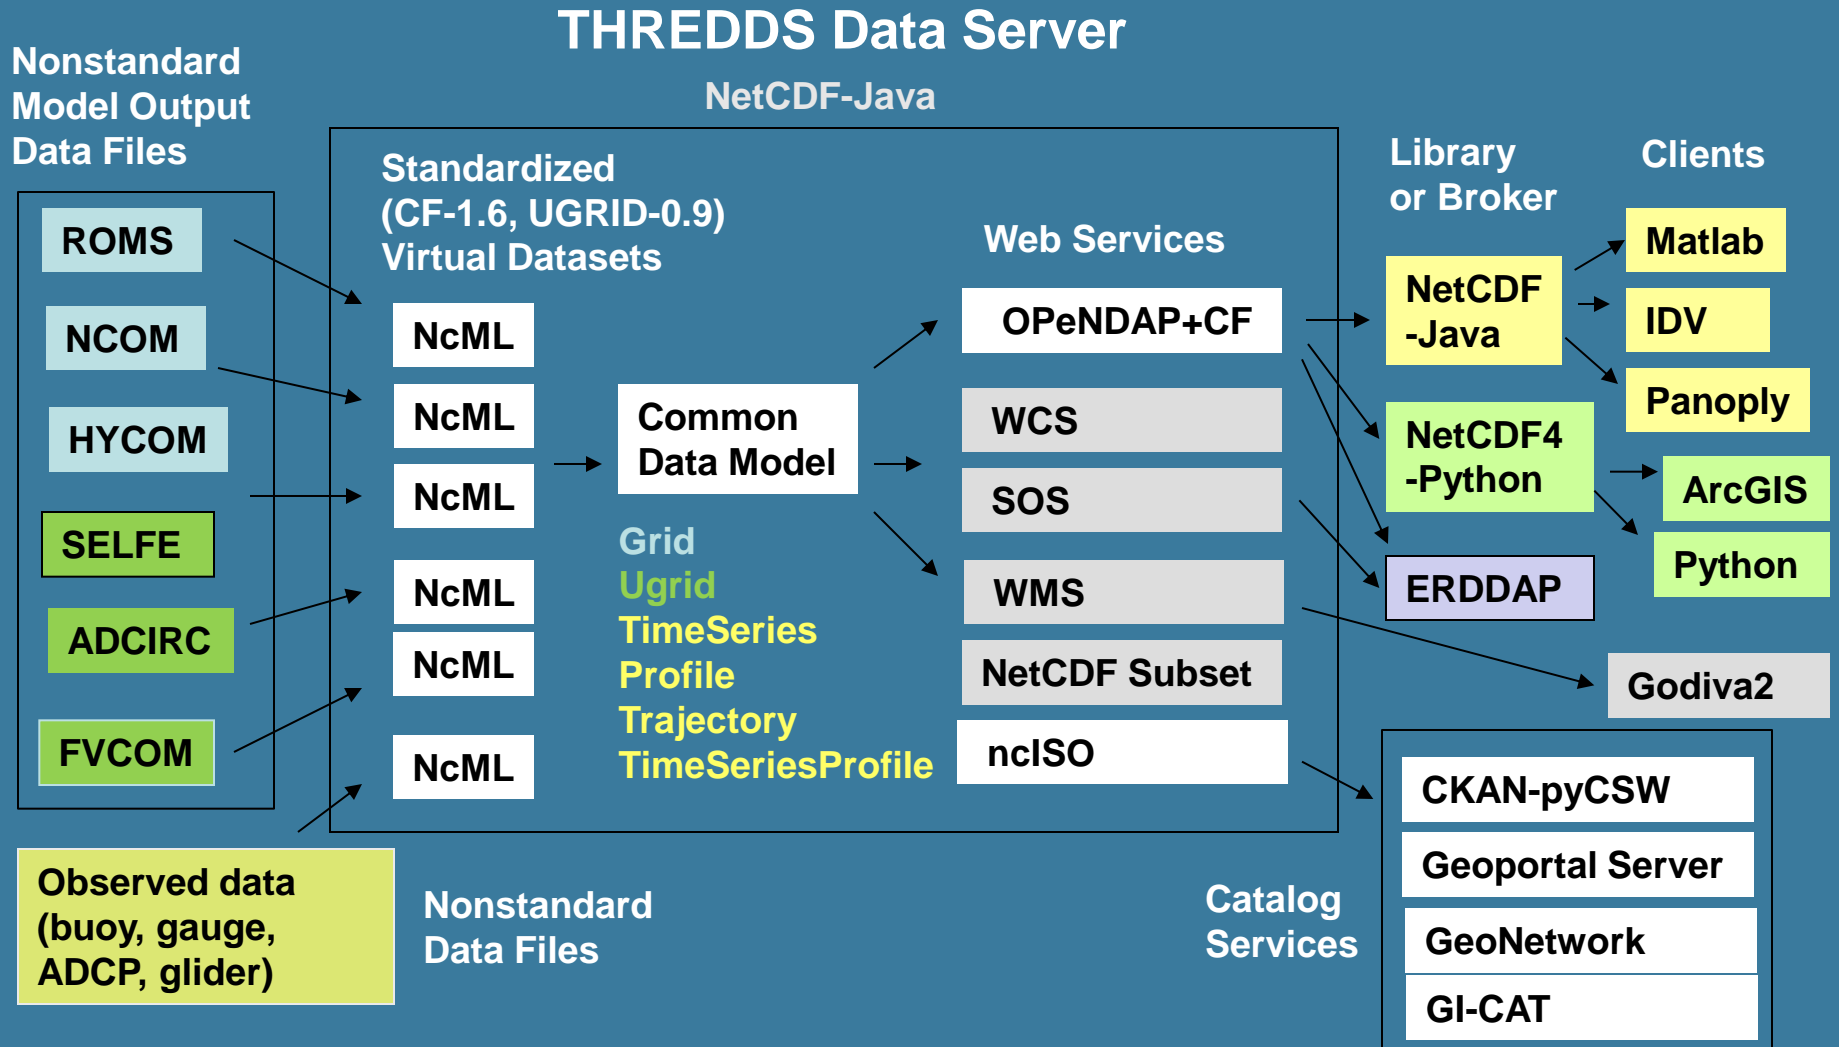 THREDDS Data Server
NetCDF-Java
Nonstandard
Model Output
Data Files
ROMS
NCOM
HYCOM
SELFE
ADCIRC
FVCOM
Observed data
(buoy, gauge,
ADCP, glider)
Nonstandard
Data Files
Standardized
(CF-1.6, UGRID-0.9)
Virtual Datasets
NcML
NcML
NcML
NcML
NcML
NcML
Common
Data Model
Grid
Ugrid
TimeSeries
Profile
Trajectory
TimeSeriesProfile
Web Services
OPeNDAP+CF
WCS
SOS
WMS
NetCDF Subset
ncISO
Library
or Broker
NetCDF
-Java
NetCDF4
-Python
ERDDAP
Clients
Matlab
IDV
Panoply
ArcGIS
Python
Godiva2
Catalog
Services
CKAN-pyCSW
Geoportal Server
GeoNetwork
GI-CAT